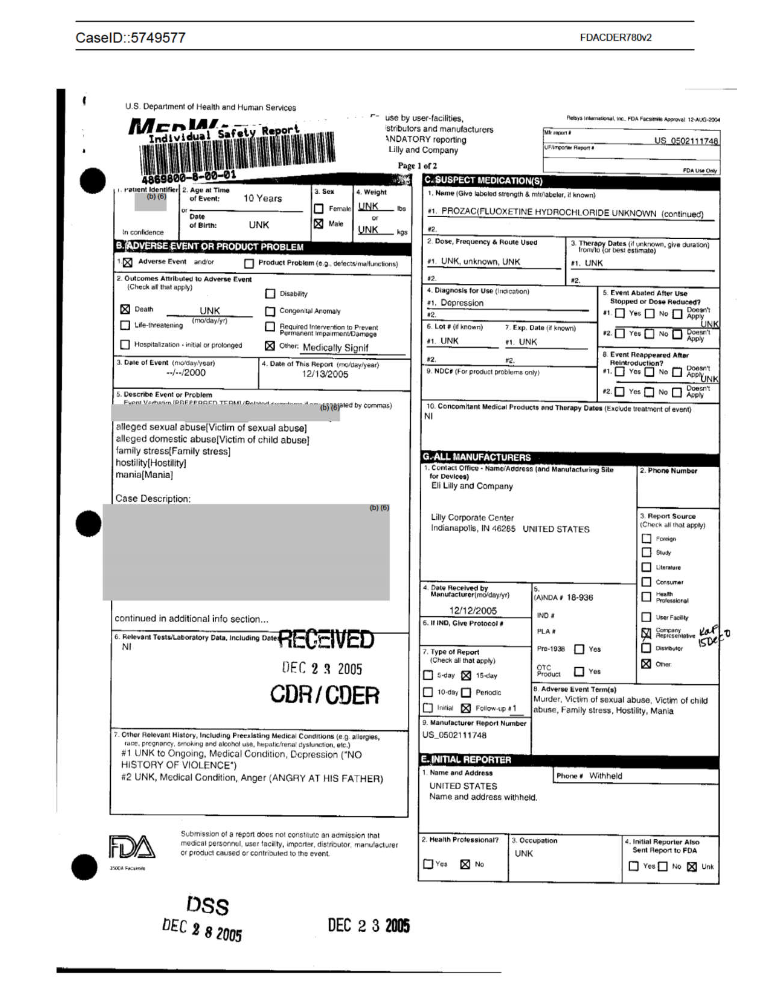 CaseID::5749577
FDACDER780v2
U.S. Department of Health and Human Services
use by user-facilities,
stributors and manufacturers
NDATORY reporting
Lilly and Company
Page 1 of 2
Relsys International, Inc., FDA Facsimile Approval 12-AUG-2004
Mfr report #
US_0502111748
UF/Importer Report #
FDA Use Only
Individual Safety Report
4869800-8-00-01
1. Patient Identifier
(b) (6)
In confidence
2. Age at Time
of Event:
10 Years
or
Date
of Birth:
UNK
3. Sex
Female
Male
4. Weight
UNK lbs
or
UNK kgs
B. ADVERSE EVENT OR PRODUCT PROBLEM
1. Adverse Event and/or Product Problem (e.g., defects/malfunctions)
2. Outcomes Attributed to Adverse Event
(Check all that apply)
Death UNK
(mo/day/yr)
Life-threatening
Hospitalization - initial or prolonged
Disability
Congenital Anomaly
Required Intervention to Prevent
Permanent Impairment/Damage
Other: Medically Signif
3. Date of Event (mo/day/year)
--/--/2000
4. Date of This Report (mo/day/year)
12/13/2005
5. Describe Event or Problem
(b) (6) ated by commas)
alleged sexual abuse[Victim of sexual abuse]
alleged domestic abuse[Victim of child abuse]
family stress[Family stress]
hostility[Hostility]
mania[Mania]
Case Description:
(b) (6)
continued in additional info section...
6. Relevant Tests/Laboratory Data, Including Dates
NI
RECEIVED
DEC 2 3 2005
CDR/CDER
7. Other Relevant History, Including Preexisting Medical Conditions (e.g. allergies,
race, pregnancy, smoking and alcohol use, hepatic/renal dysfunction, etc.)
#1 UNK to Ongoing, Medical Condition, Depression ("NO
HISTORY OF VIOLENCE")
#2 UNK, Medical Condition, Anger (ANGRY AT HIS FATHER)
C. SUSPECT MEDICATION(S)
1. Name (Give labeled strength & mfr/labeler, if known)
#1. PROZAC(FLUOXETINE HYDROCHLORIDE UNKNOWN (continued)
#2.
2. Dose, Frequency & Route Used
#1. UNK, unknown, UNK
#2.
3. Therapy Dates (if unknown, give duration)
from/to (or best estimate)
#1. UNK
#2.
4. Diagnosis for Use (Indication)
#1. Depression
#2.
5. Event Abated After Use
Stopped or Dose Reduced?
#1. Yes No Doesn't
Apply
UNK
#2. Yes No Doesn't
Apply
6. Lot # (if known)
#1. UNK
#2.
7. Exp. Date (if known)
#1. UNK
#2.
8. Event Reappeared After
Reintroduction?
#1. Yes No Doesn't
Apply
UNK
#2. Yes No Doesn't
Apply
9. NDC# (For product problems only)
10. Concomitant Medical Products and Therapy Dates (Exclude treatment of event)
NI
G. ALL MANUFACTURERS
1. Contact Office - Name/Address (and Manufacturing Site
for Devices)
Eli Lilly and Company
Lilly Corporate Center
Indianapolis, IN 46285 UNITED STATES
2. Phone Number
3. Report Source
(Check all that apply)
Foreign
Study
Literature
Consumer
Health
Professional
User Facility
Company
Representative
Distributor
Other:
4. Date Received by
Manufacturer(mo/day/yr)
12/12/2005
5.
(A)NDA # 18-936
IND #
PLA #
Pre-1938 Yes
OTC
Product Yes
6. If IND, Give Protocol #
7. Type of Report
(Check all that apply)
5-day 15-day
10-day Periodic
Initial Follow-up #1
8. Adverse Event Term(s)
Murder, Victim of sexual abuse, Victim of child
abuse, Family stress, Hostility, Mania
9. Manufacturer Report Number
US_0502111748
E. INITIAL REPORTER
1. Name and Address
Phone # Withheld
UNITED STATES
Name and address withheld.
2. Health Professional?
Yes No
3. Occupation
UNK
4. Initial Reporter Also
Sent Report to FDA
Yes No Unk
FDA
3500A Facsimile
Submission of a report does not constitute an admission that
medical personnel, user facility, importer, distributor, manufacturer
or product caused or contributed to the event.
DSS
DEC 2 8 2005
DEC 2 3 2005